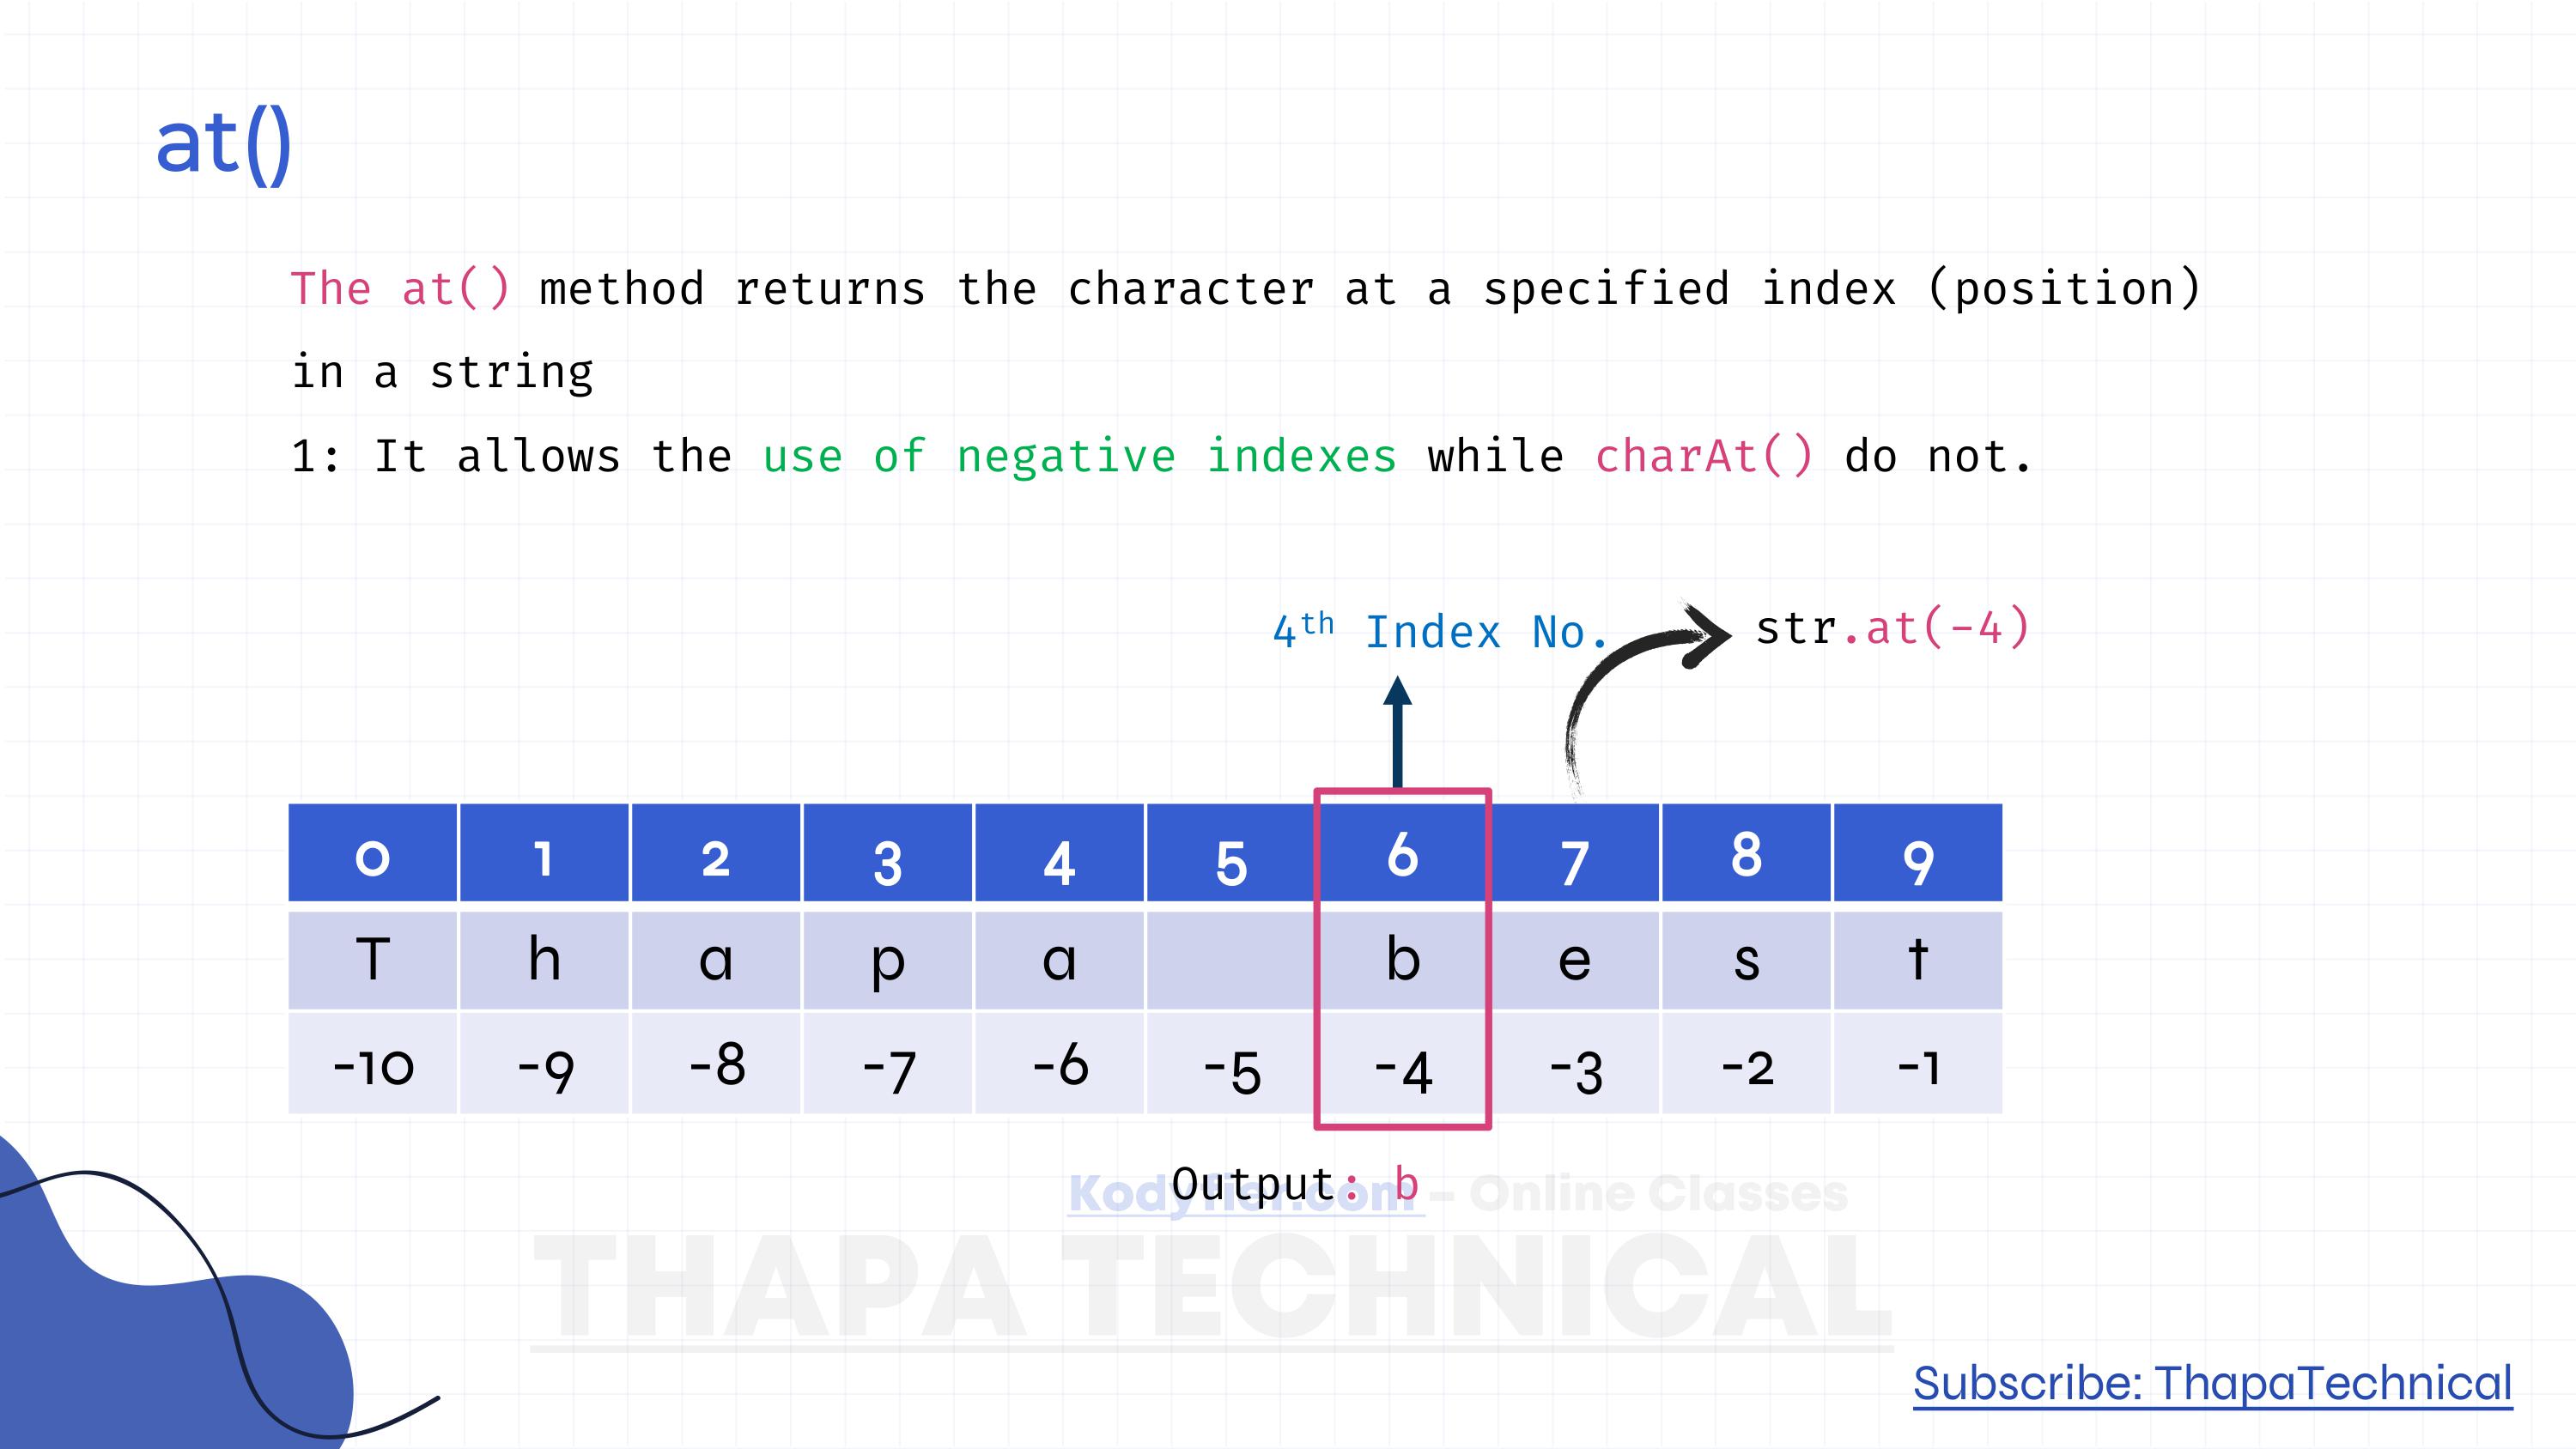 at()
The at() method returns the character at a specified index (position)
in a string
1: It allows the use of negative indexes while charAt() do not.
4th Index No.
str.at(-4)
0 1 2 3 4 5 6 7 8 9
T h a p a b e s t
-10 -9 -8 -7 -6 -5 -4 -3 -2 -1
Output: b
Kodyfier.com – Online Classes
THAPA TECHNICAL
Subscribe: ThapaTechnical